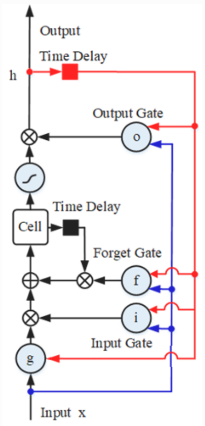 Output
Time Delay
h
Output Gate
o
Time Delay
Cell
Forget Gate
f
i
Input Gate
g
Input x